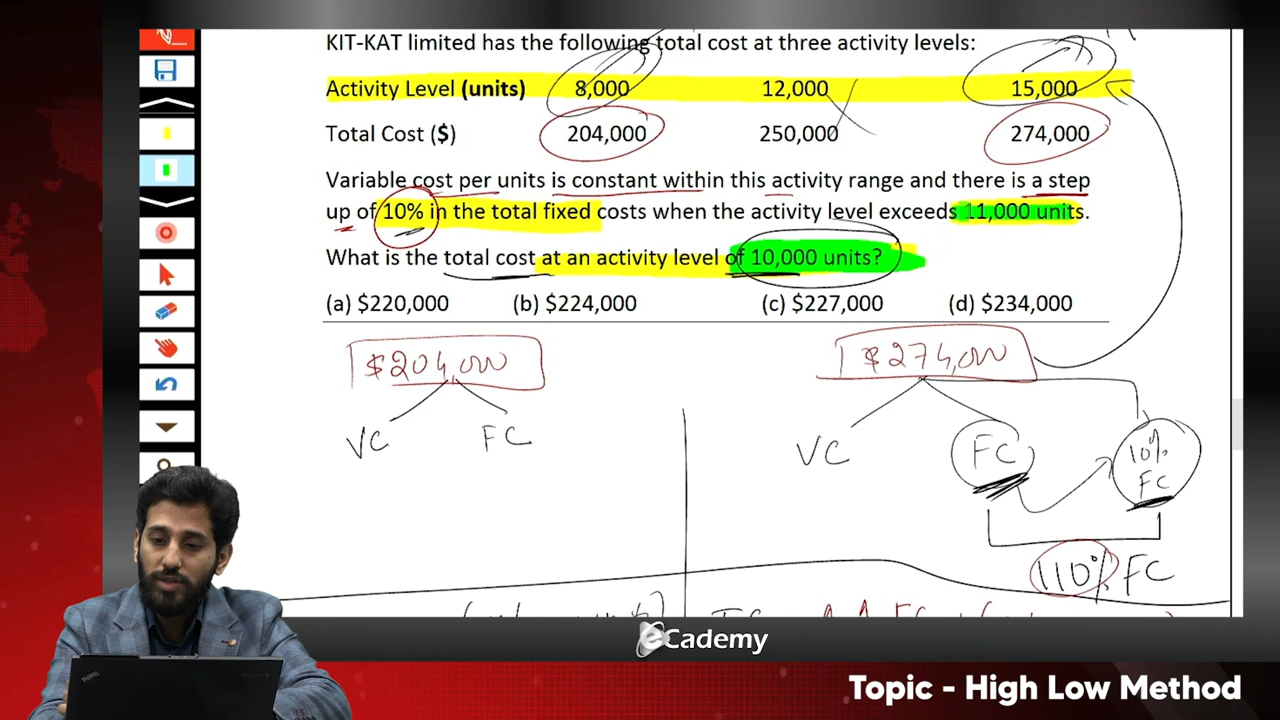 KIT-KAT limited has the following total cost at three activity levels:
Activity Level (units) 8,000 12,000 15,000
Total Cost ($) 204,000 250,000 274,000
Variable cost per units is constant within this activity range and there is a step
up of 10% in the total fixed costs when the activity level exceeds 11,000 units.
What is the total cost at an activity level of 10,000 units?
(a) $220,000 (b) $224,000 (c) $227,000 (d) $234,000
$204,000 $274,000
VC FC VC FC 10% FC
110% FC
eCademy
Topic - High Low Method